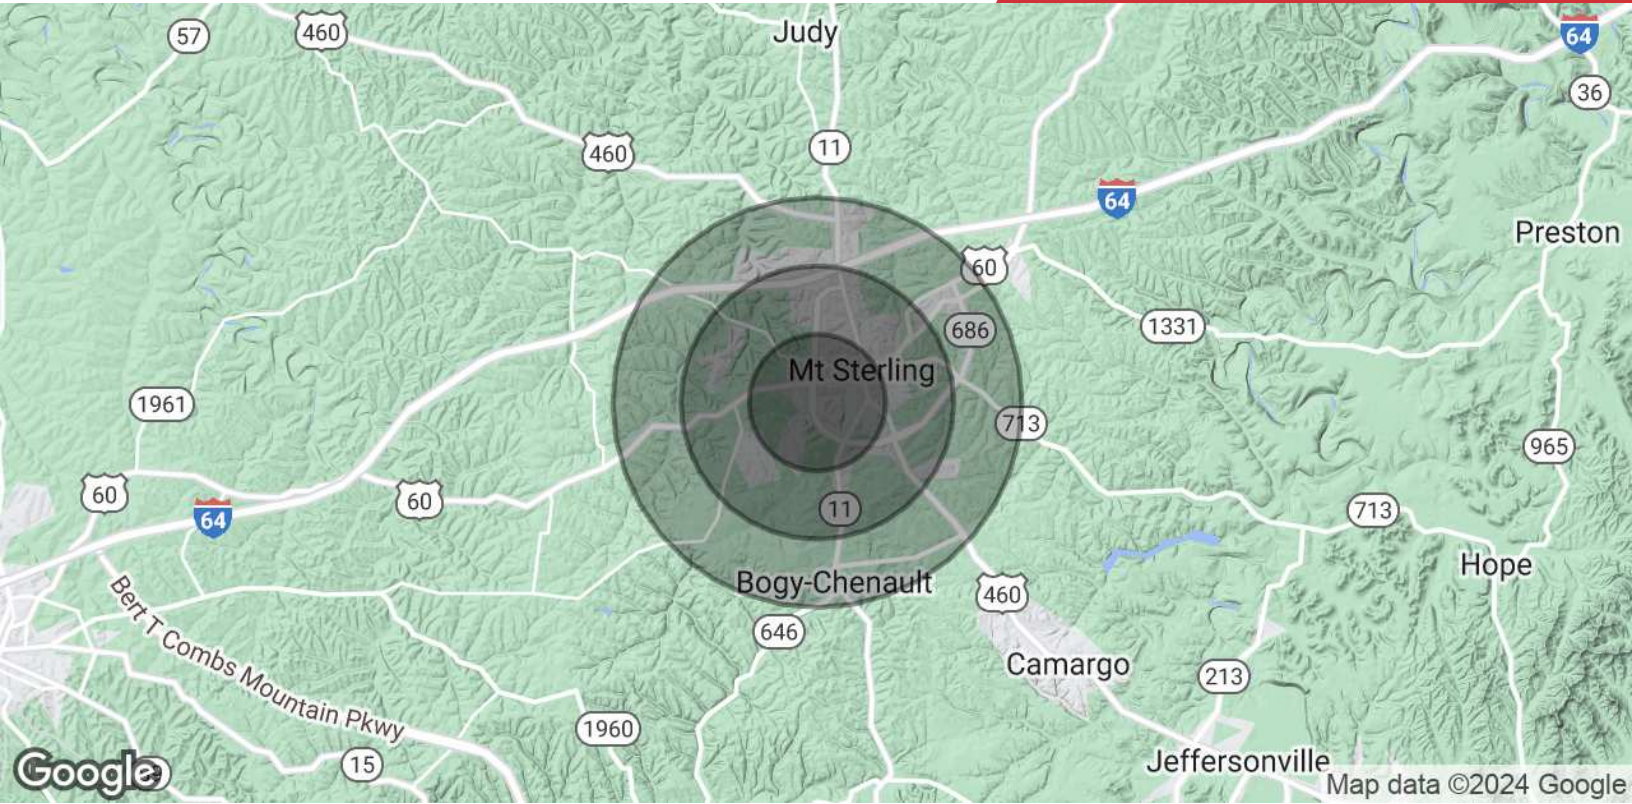 57
460
Judy
64
36
11
460
64
Preston
60
686
1331
Mt Sterling
1961
713
965
60
60
64
11
713
Hope
Bogy-Chenault
460
646
Bert T Combs Mountain Pkwy
Camargo
213
1960
15
Jeffersonville
Google
Map data ©2024 Google